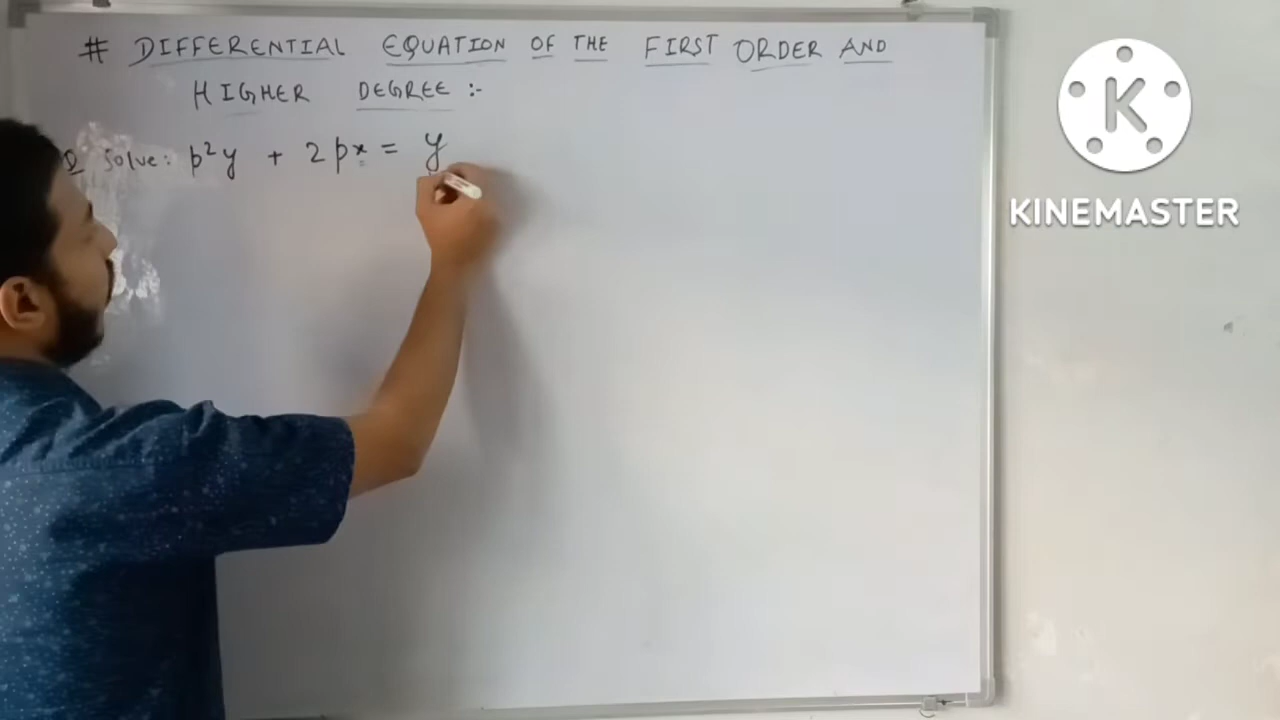 # DIFFERENTIAL EQUATION OF THE FIRST ORDER AND
HIGHER DEGREE :-
Q solve: p²y + 2px = y
K
KINEMASTER